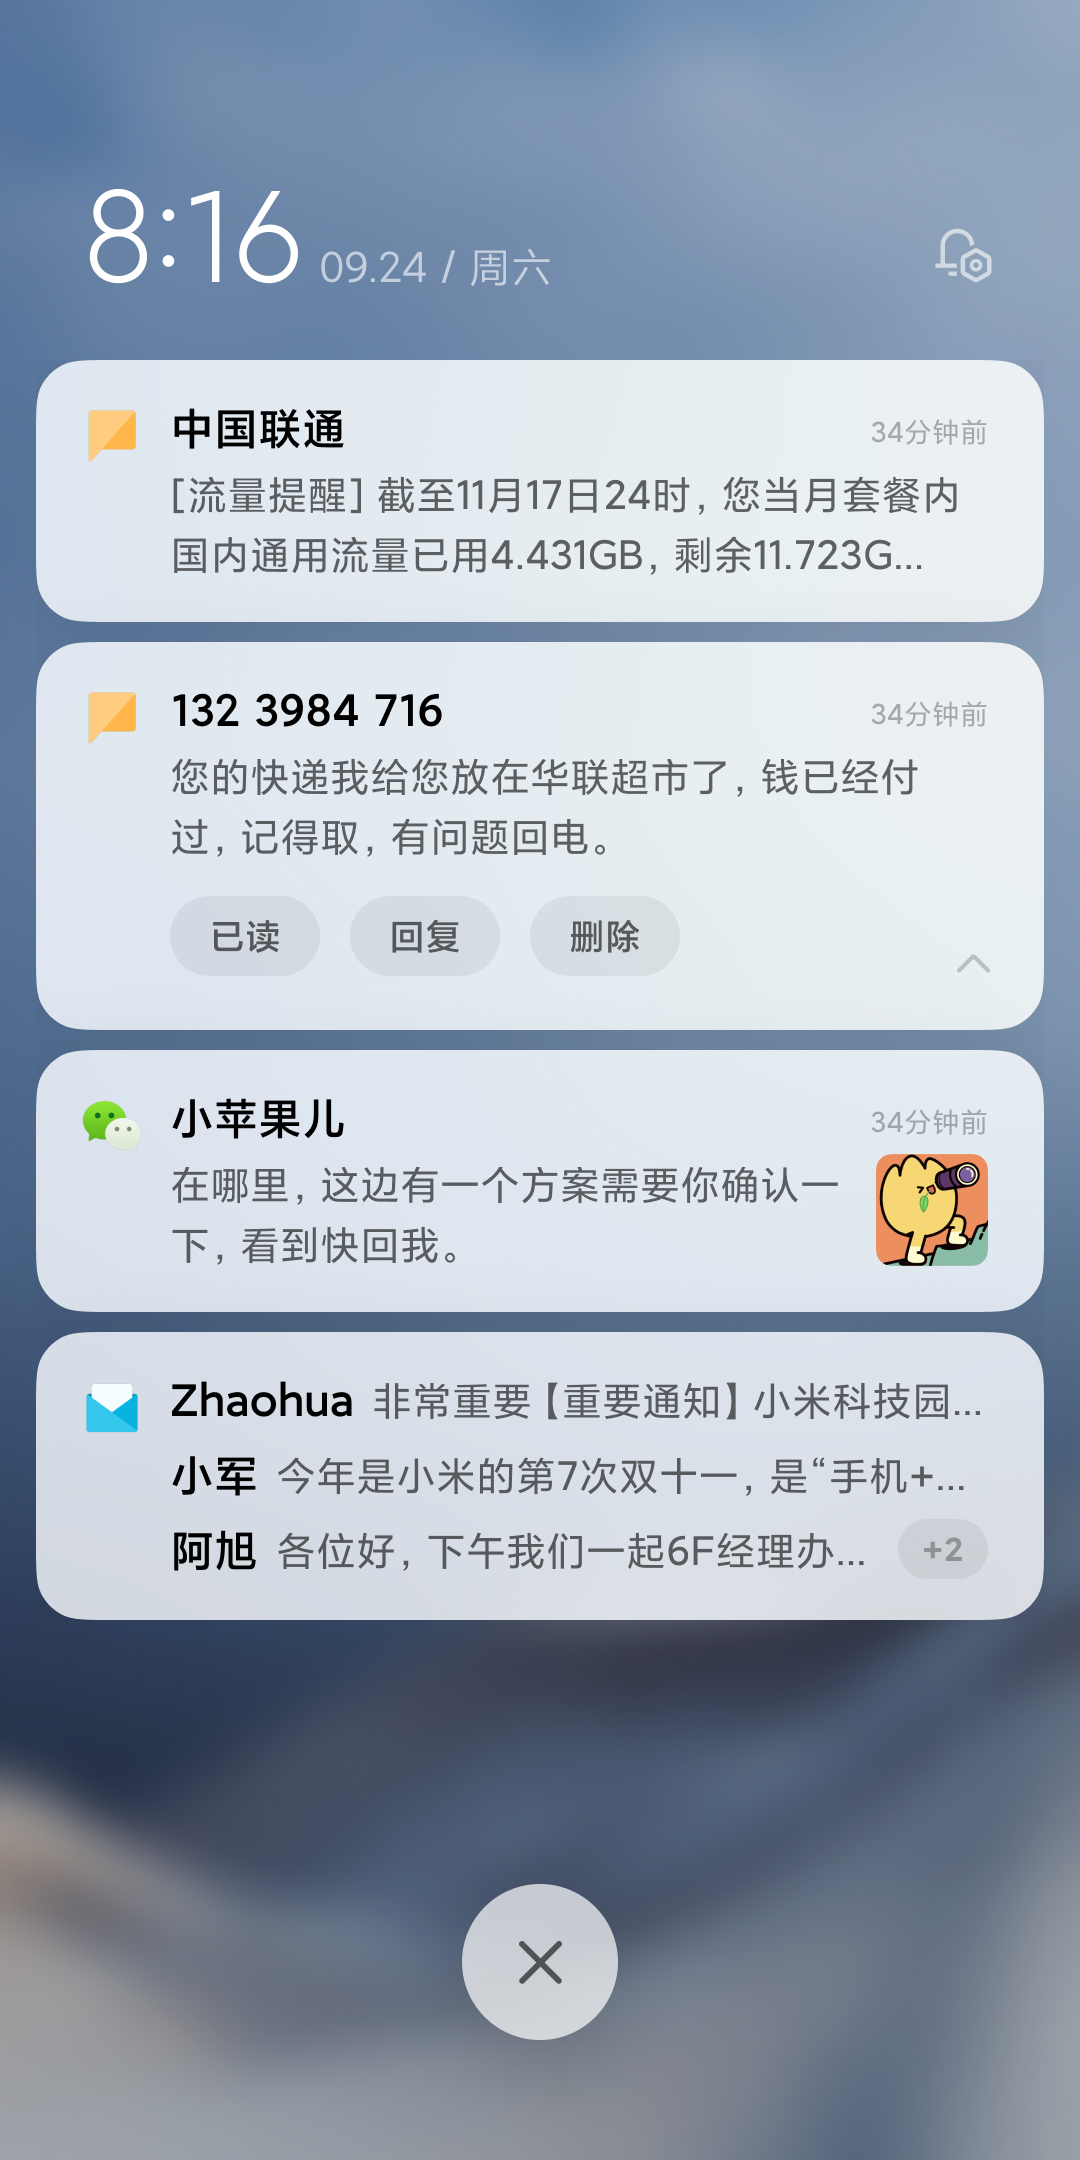 8:16 09.24 / 周六
中国联通 34分钟前
[流量提醒] 截至11月17日24时, 您当月套餐内
国内通用流量已用4.431GB, 剩余11.723G...
132 3984 716 34分钟前
您的快递我给您放在华联超市了, 钱已经付
过, 记得取, 有问题回电。
已读 回复 删除
小苹果儿 34分钟前
在哪里, 这边有一个方案需要你确认一
下, 看到快回我。
Zhaohua 非常重要【重要通知】小米科技园...
小军 今年是小米的第7次双十一, 是“手机+...
阿旭 各位好, 下午我们一起6F经理办... +2